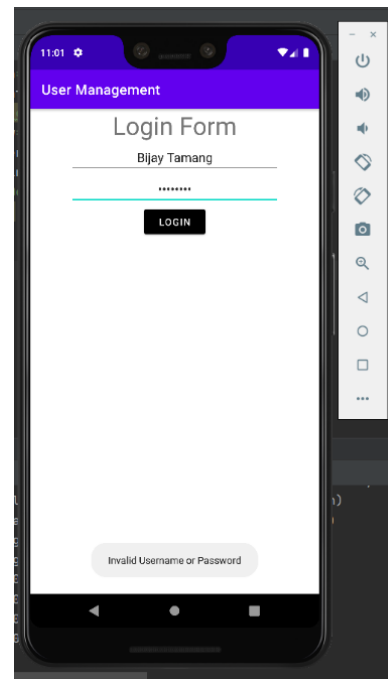 11:01
User Management
Login Form
Bijay Tamang
••••••••
LOGIN
Invalid Username or Password